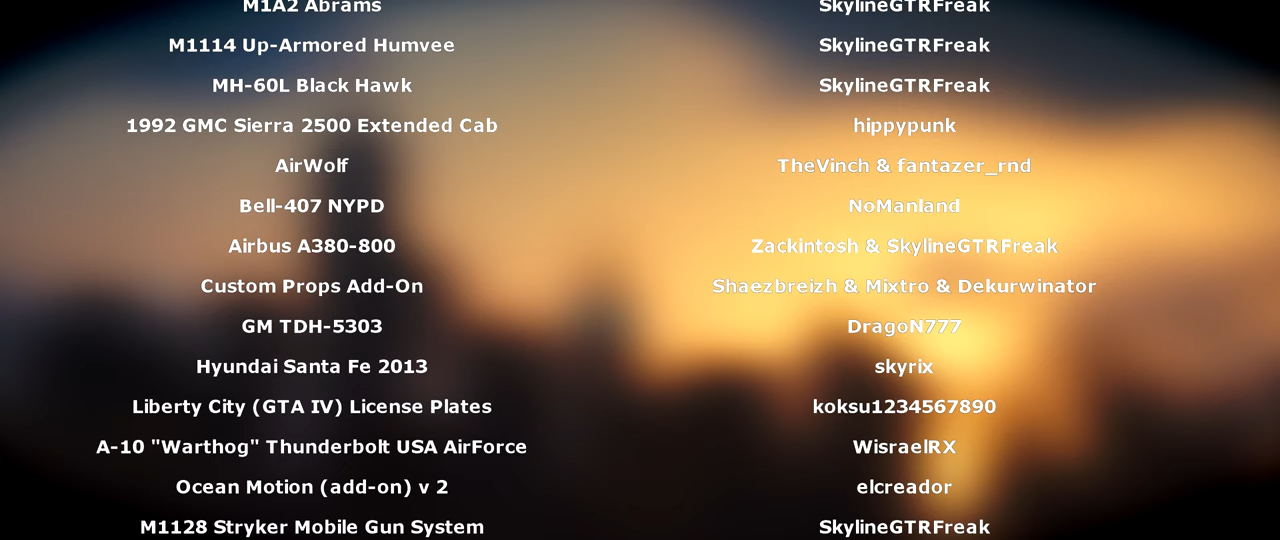 M1A2 Abrams SkylineGTRFreak
M1114 Up-Armored Humvee SkylineGTRFreak
MH-60L Black Hawk SkylineGTRFreak
1992 GMC Sierra 2500 Extended Cab hippypunk
AirWolf TheVinch & fantazer_rnd
Bell-407 NYPD NoManland
Airbus A380-800 Zackintosh & SkylineGTRFreak
Custom Props Add-On Shaezbreizh & Mixtro & Dekurwinator
GM TDH-5303 DragoN777
Hyundai Santa Fe 2013 skyrix
Liberty City (GTA IV) License Plates koksu1234567890
A-10 "Warthog" Thunderbolt USA AirForce WisraelRX
Ocean Motion (add-on) v 2 elcreador
M1128 Stryker Mobile Gun System SkylineGTRFreak